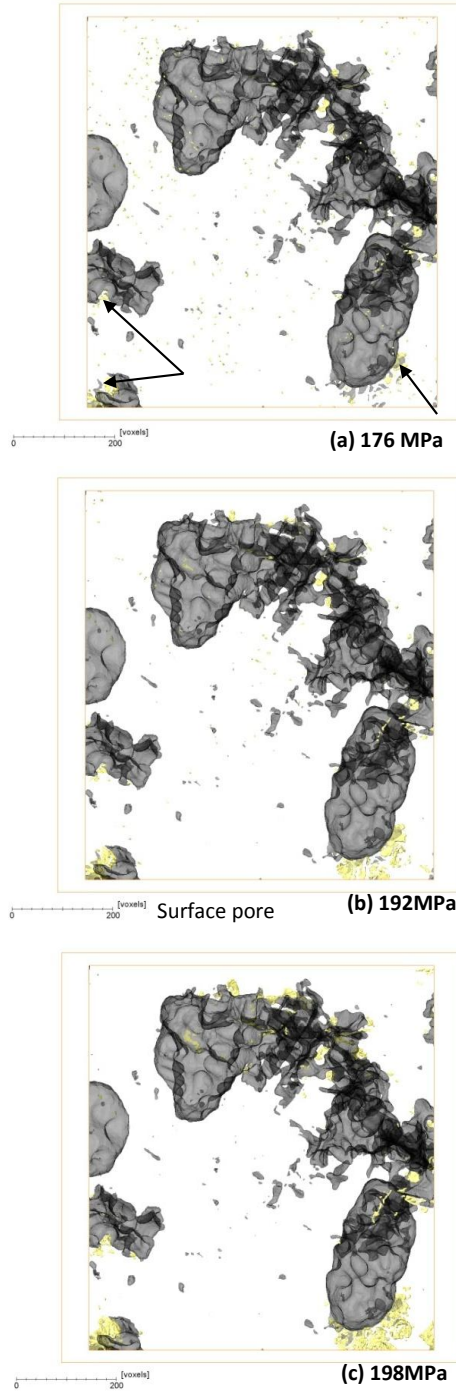 [voxels]
0 200
(a) 176 MPa
[voxels]
0 200
Surface pore
(b) 192MPa
[voxels]
0 200
(c) 198MPa